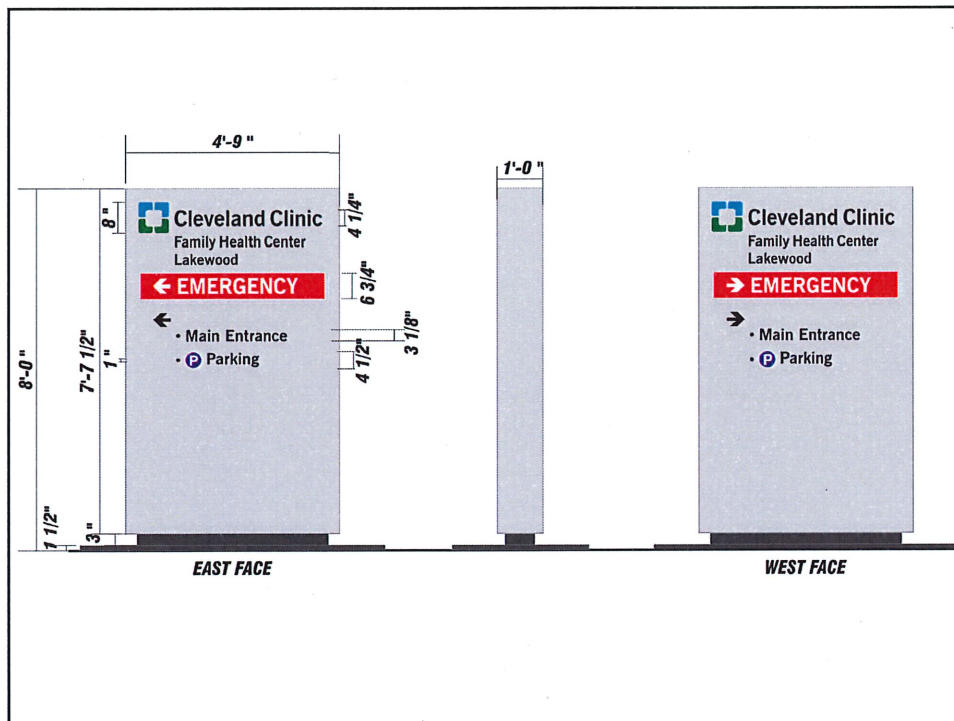 4'-9 "
1'-0 "
8'-0 "
7'-7 1/2"
8 "
1 "
1 1/2"
3 "
Cleveland Clinic
Family Health Center
Lakewood
← EMERGENCY
←
• Main Entrance
• P Parking
4 1/4"
6 3/4"
3 1/8"
4 1/2"
EAST FACE
Cleveland Clinic
Family Health Center
Lakewood
→ EMERGENCY
→
• Main Entrance
• P Parking
WEST FACE